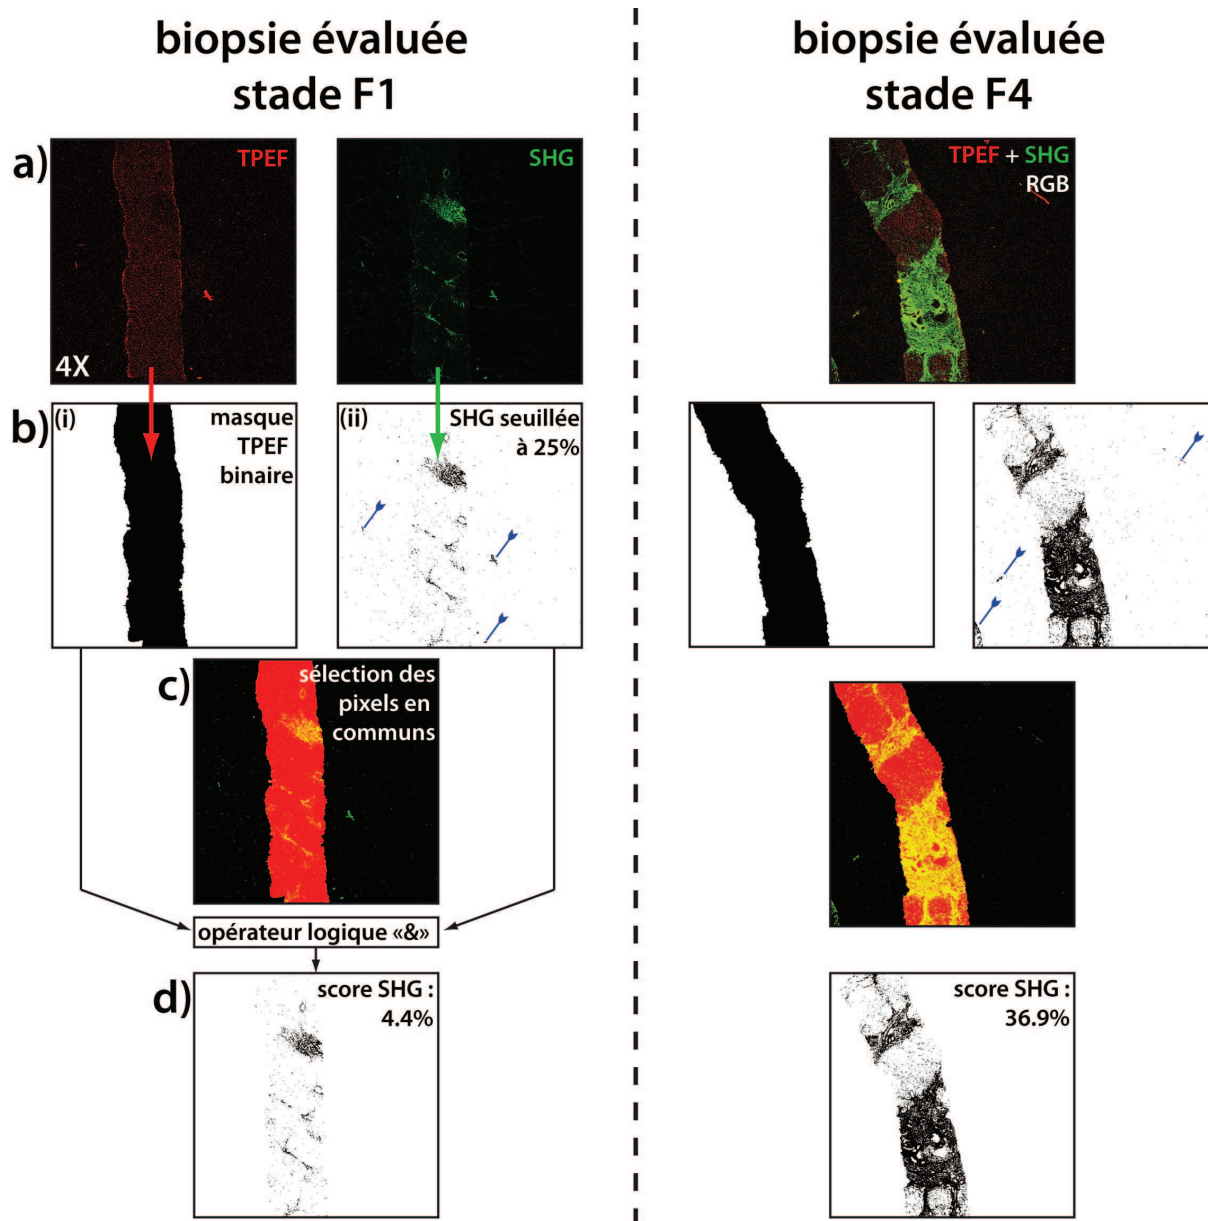 biopsie évaluée
stade F1
biopsie évaluée
stade F4
a)
TPEF
4X
SHG
TPEF + SHG
RGB
b)
(i)
masque
TPEF
binaire
(ii)
SHG seuillée
à 25%
c)
sélection des
pixels en
communs
opérateur logique «&»
d)
score SHG :
4.4%
score SHG :
36.9%